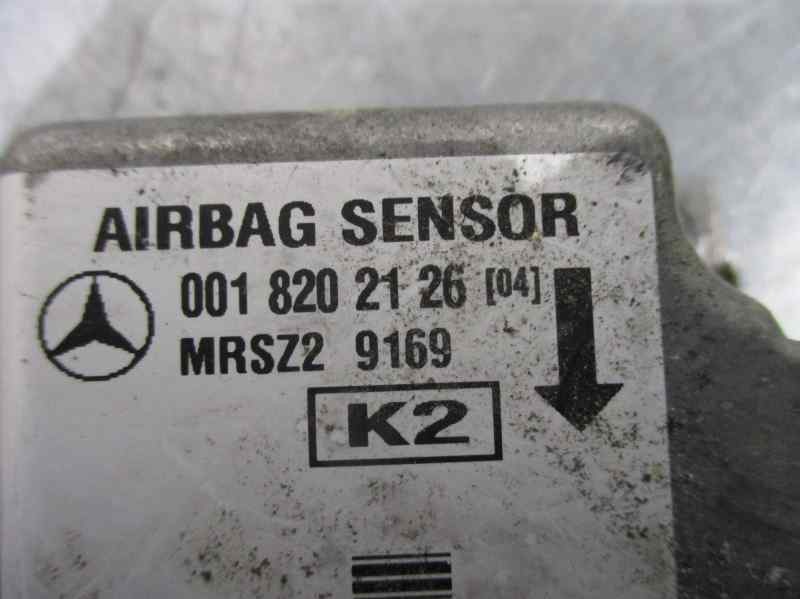 AIRBAG SENSOR
001 820 21 26 [04]
MRSZ2 9169
K2